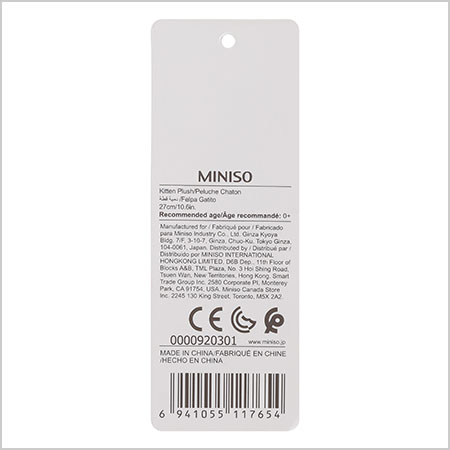 MINISO
Kitten Plush/Peluche Chaton
دمية قطة/Felpa Gatito
27cm/10.6in.
Recommended age/Âge recommandé: 0+
Manufactured for / Fabriqué pour / Fabricado
para Miniso Industry Co., Ltd. Ginza Kyoya
Bldg. 7/F, 3-10-7, Ginza, Chuo-Ku, Tokyo Ginza,
104-0061, Japan. Distributed by / Distribué par /
Distribuido por MINISO INTERNATIONAL
HONGKONG LIMITED, D6B Dep., 11th Floor of
Blocks A&B, TML Plaza, No. 3 Hoi Shing Road,
Tsuen Wan, New Territories, Hong Kong. Smart
Trade Group Inc. 2580 Corporate Pl, Monterey
Park, CA 91754, USA. Miniso Canada Store
Inc. 2245 130 King Street, Toronto, M5X 2A2.
CE
0000920301
www.miniso.jp
MADE IN CHINA/FABRIQUÉ EN CHINE
/HECHO EN CHINA
6 941055 117654